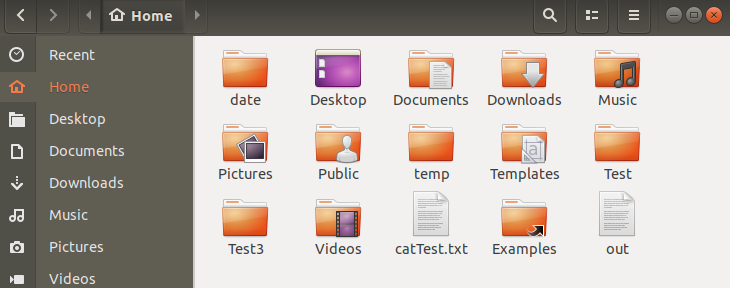 Home
Recent
Home
Desktop
Documents
Downloads
Music
Pictures
Videos
date Desktop Documents Downloads Music
Pictures Public temp Templates Test
Test3 Videos catTest.txt Examples out